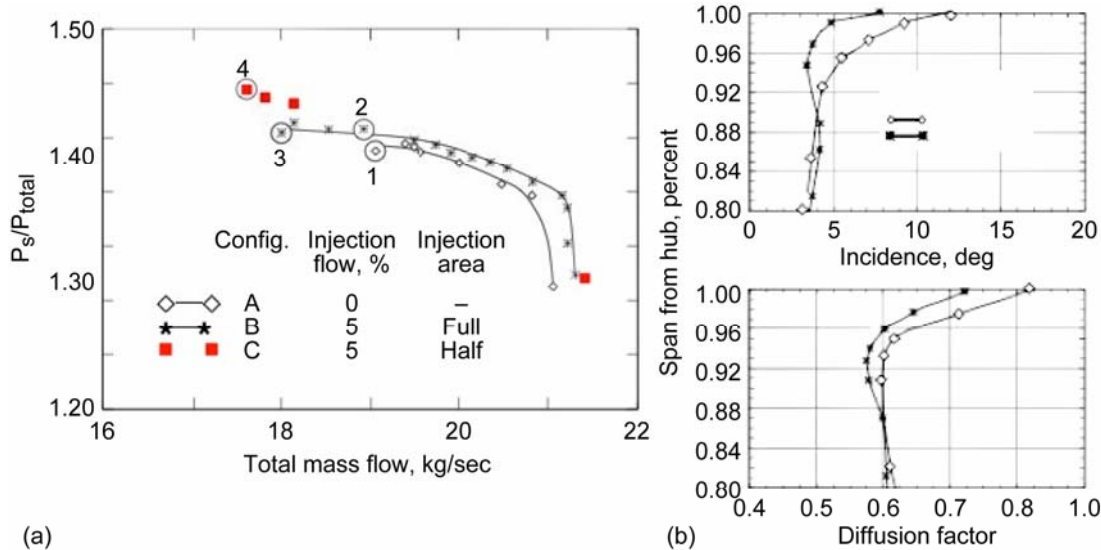 1.50
1.40
1.30
1.20
Ps/Ptotal
4
2
3
1
Config. Injection Injection
flow, % area
A 0 –
B 5 Full
C 5 Half
16 18 20 22
Total mass flow, kg/sec
(a)
Span from hub, percent
1.00
0.96
0.92
0.88
0.84
0.80
0 5 10 15 20
Incidence, deg
1.00
0.96
0.92
0.88
0.84
0.80
0.4 0.5 0.6 0.7 0.8 1.0
Diffusion factor
(b)